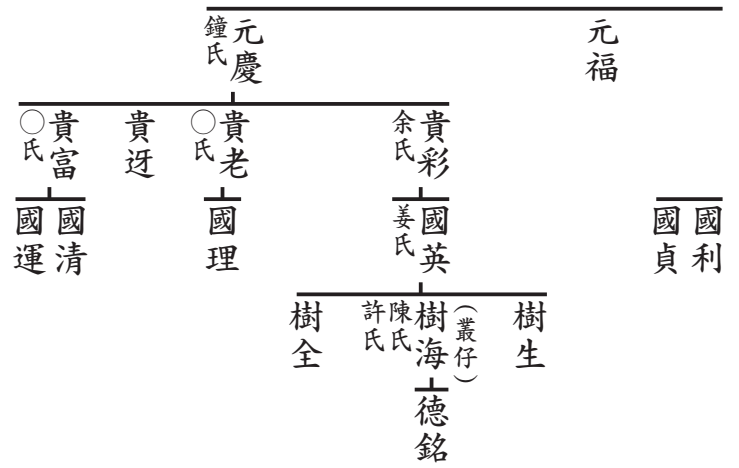 元福
元慶
鐘氏
貴彩
余氏
貴老
○氏
貴迓
貴富
○氏
國利
國貞
國英
姜氏
國理
國清
國運
樹生
(叢仔)
樹海
陳氏
許氏
樹全
德銘